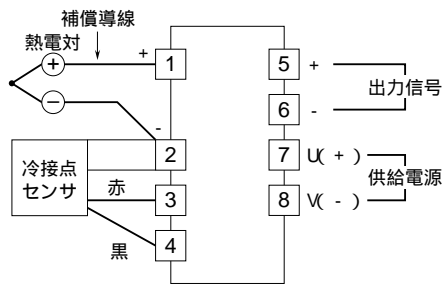 補償導線
熱電対
+
+
1
−
-
2
冷接点
センサ
赤
3
黒
4
5
+
出力信号
6
-
7
U( + )
供給電源
8
V( - )